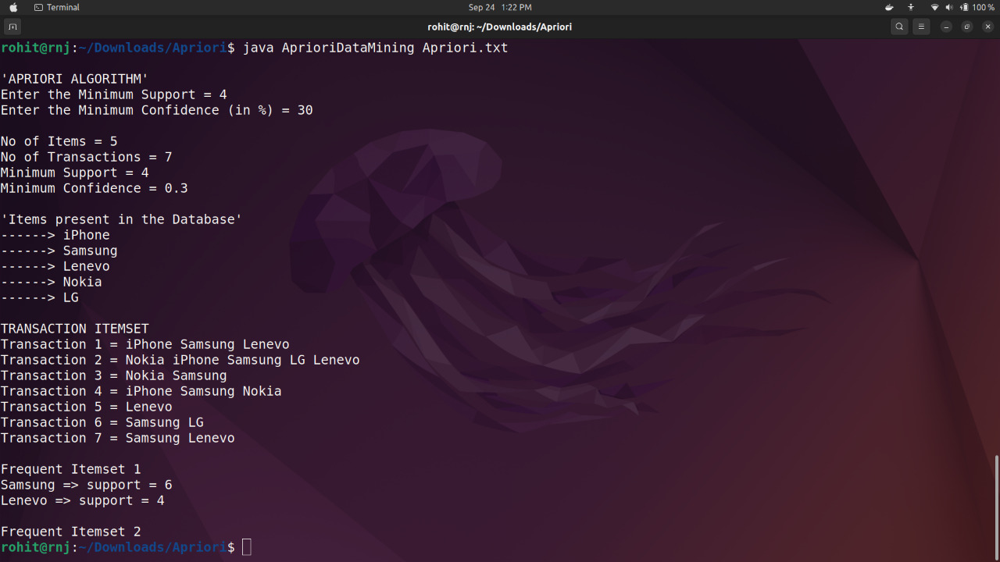 Terminal
Sep 24 1:22 PM
100 %
rohit@rnj: ~/Downloads/Apriori
rohit@rnj:~/Downloads/Apriori$ java AprioriDataMining Apriori.txt
'APRIORI ALGORITHM'
Enter the Minimum Support = 4
Enter the Minimum Confidence (in %) = 30
No of Items = 5
No of Transactions = 7
Minimum Support = 4
Minimum Confidence = 0.3
'Items present in the Database'
------> iPhone
------> Samsung
------> Lenevo
------> Nokia
------> LG
TRANSACTION ITEMSET
Transaction 1 = iPhone Samsung Lenevo
Transaction 2 = Nokia iPhone Samsung LG Lenevo
Transaction 3 = Nokia Samsung
Transaction 4 = iPhone Samsung Nokia
Transaction 5 = Lenevo
Transaction 6 = Samsung LG
Transaction 7 = Samsung Lenevo
Frequent Itemset 1
Samsung => support = 6
Lenevo => support = 4
Frequent Itemset 2
rohit@rnj:~/Downloads/Apriori$